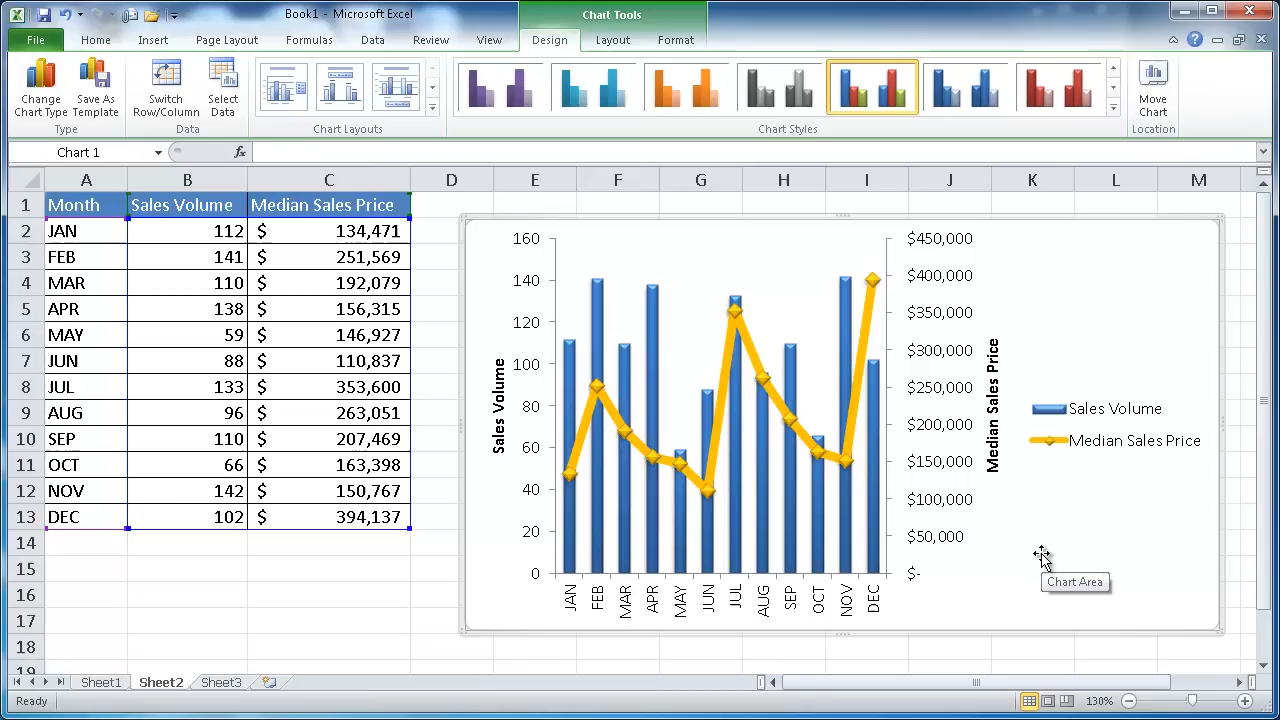 Book1 - Microsoft Excel
Chart Tools
File Home Insert Page Layout Formulas Data Review View Design Layout Format
Change Chart Type
Save As Template
Switch Row/Column
Select Data
Move Chart
Type Data Chart Layouts Chart Styles Location
Chart 1 fx
A B C D E F G H I J K L M
1 Month Sales Volume Median Sales Price
2 JAN 112 $ 134,471
3 FEB 141 $ 251,569
4 MAR 110 $ 192,079
5 APR 138 $ 156,315
6 MAY 59 $ 146,927
7 JUN 88 $ 110,837
8 JUL 133 $ 353,600
9 AUG 96 $ 263,051
10 SEP 110 $ 207,469
11 OCT 66 $ 163,398
12 NOV 142 $ 150,767
13 DEC 102 $ 394,137
14
15
16
17
18
19
160
140
120
100
80
60
40
20
0
Sales Volume
JAN FEB MAR APR MAY JUN JUL AUG SEP OCT NOV DEC
$450,000
$400,000
$350,000
$300,000
$250,000
$200,000
$150,000
$100,000
$50,000
$-
Median Sales Price
Sales Volume
Median Sales Price
Chart Area
Sheet1 Sheet2 Sheet3
Ready 130%